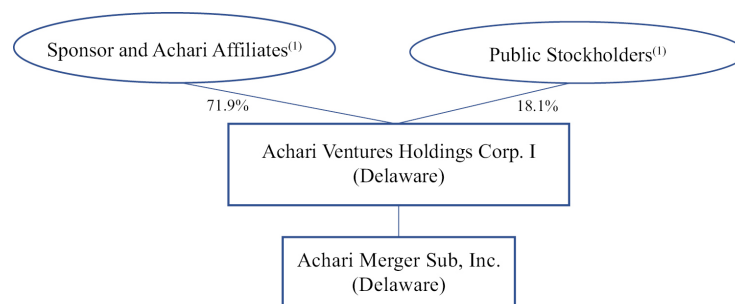 Sponsor and Achari Affiliates(1)
Public Stockholders(1)
71.9%
18.1%
Achari Ventures Holdings Corp. I
(Delaware)
Achari Merger Sub, Inc.
(Delaware)